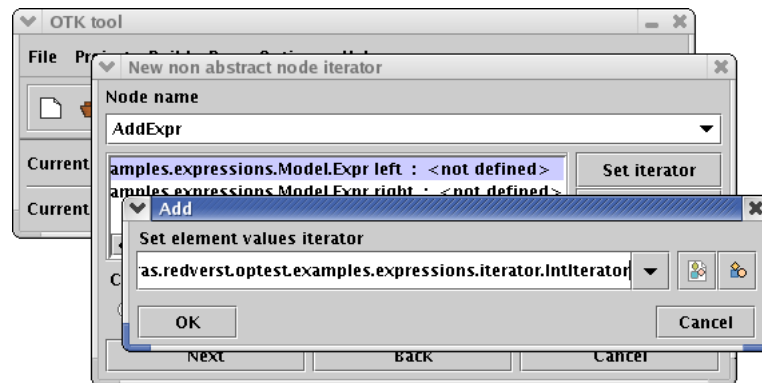 OTK tool
File
New non abstract node iterator
Node name
AddExpr
Current
amples.expressions.Model.Expr left : <not defined>
Set iterator
amples.expressions.Model.Expr right : <not defined>
Current
Add
Set element values iterator
as.redverst.optest.examples.expressions.iterator.IntIterator
OK
Cancel
Next
Back
Cancel